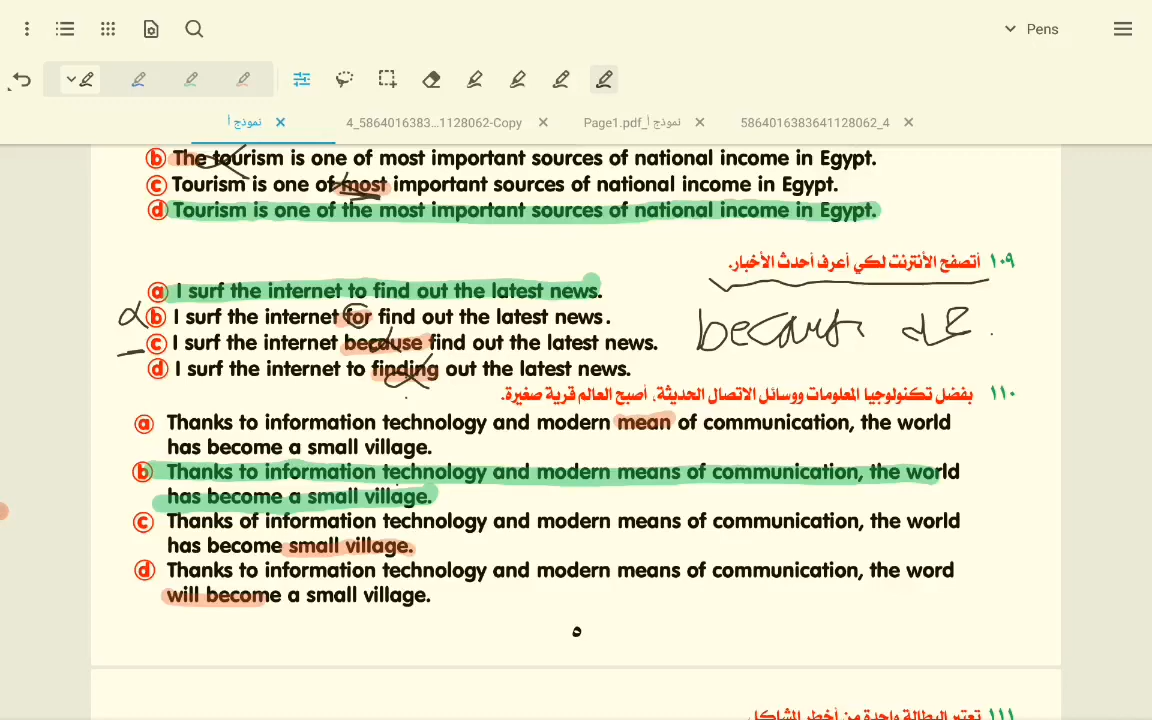 Pens
نموذج أ
4_5864016383...1128062-Copy
Page1.pdf_نموذج أ
5864016383641128062_4
b The tourism is one of most important sources of national income in Egypt.
c Tourism is one of most important sources of national income in Egypt.
d Tourism is one of the most important sources of national income in Egypt.
١٠٩ أتصفح الأنترنت لكي أعرف أحدث الأخبار.
a I surf the internet to find out the latest news.
b I surf the internet for find out the latest news.
c I surf the internet because find out the latest news.
d I surf the internet to finding out the latest news.
١١٠ بفضل تكنولوجيا المعلومات ووسائل الاتصال الحديثة، أصبح العالم قرية صغيرة.
a Thanks to information technology and modern mean of communication, the world
has become a small village.
b Thanks to information technology and modern means of communication, the world
has become a small village.
c Thanks of information technology and modern means of communication, the world
has become small village.
d Thanks to information technology and modern means of communication, the word
will become a small village.
٥
١١١ تعتبر البطالة واحدة من أخطر المشاكل